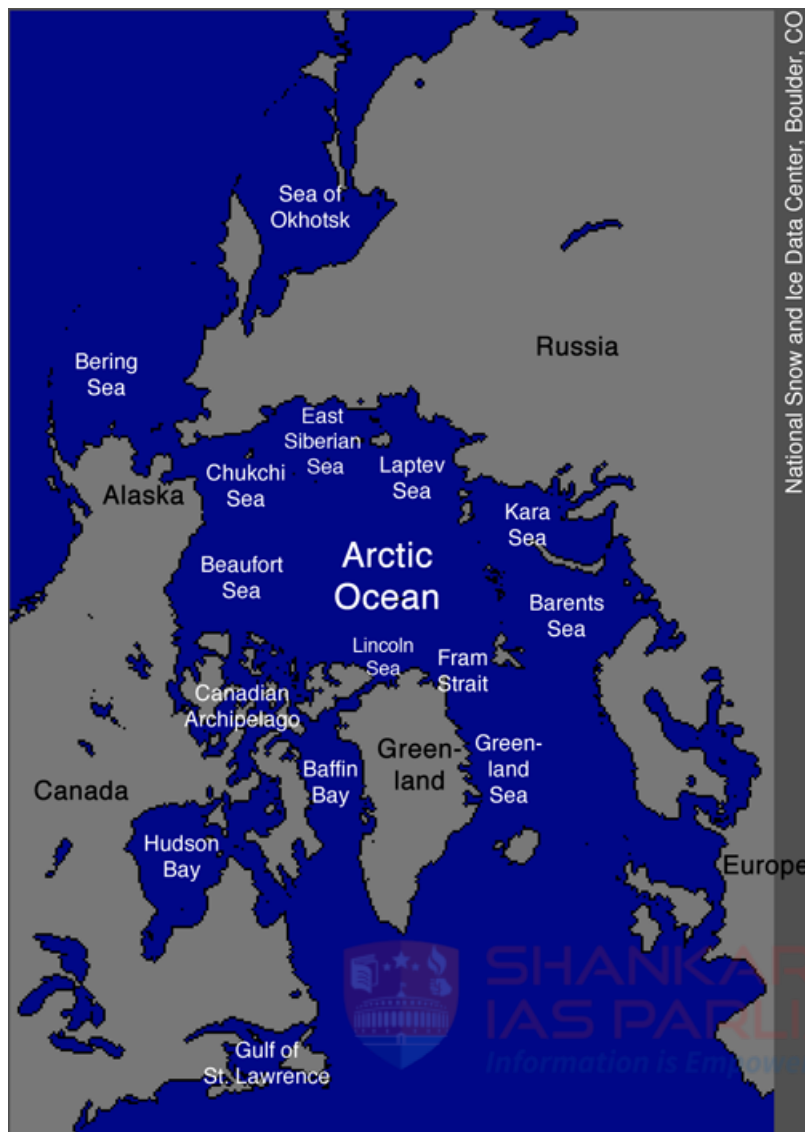 National Snow and Ice Data Center, Boulder, CO
Sea of
Okhotsk
Russia
Bering
Sea
East
Siberian
Sea
Chukchi
Sea
Laptev
Sea
Alaska
Kara
Sea
Arctic
Ocean
Beaufort
Sea
Barents
Sea
Lincoln
Sea
Fram
Strait
Canadian
Archipelago
Green-
land
Green-
land
Sea
Baffin
Bay
Canada
Hudson
Bay
Europe
SHANKAR
IAS PARLI
Information is Empowe
Gulf of
St. Lawrence